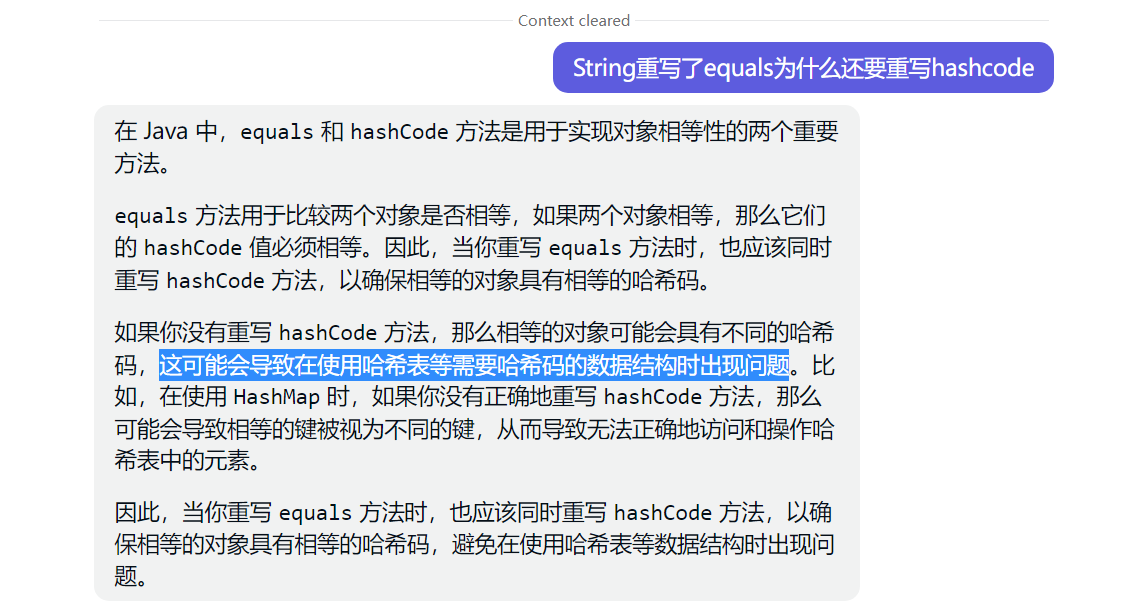 Context cleared
String重写了equals为什么还要重写hashcode
在 Java 中，equals 和 hashCode 方法是用于实现对象相等性的两个重要
方法。
equals 方法用于比较两个对象是否相等，如果两个对象相等，那么它们
的 hashCode 值必须相等。因此，当你重写 equals 方法时，也应该同时
重写 hashCode 方法，以确保相等的对象具有相等的哈希码。
如果你没有重写 hashCode 方法，那么相等的对象可能会具有不同的哈希
码，这可能会导致在使用哈希表等需要哈希码的数据结构时出现问题。比
如，在使用 HashMap 时，如果你没有正确地重写 hashCode 方法，那么
可能会导致相等的键被视为不同的键，从而导致无法正确地访问和操作哈
希表中的元素。
因此，当你重写 equals 方法时，也应该同时重写 hashCode 方法，以确
保相等的对象具有相等的哈希码，避免在使用哈希表等数据结构时出现问
题。